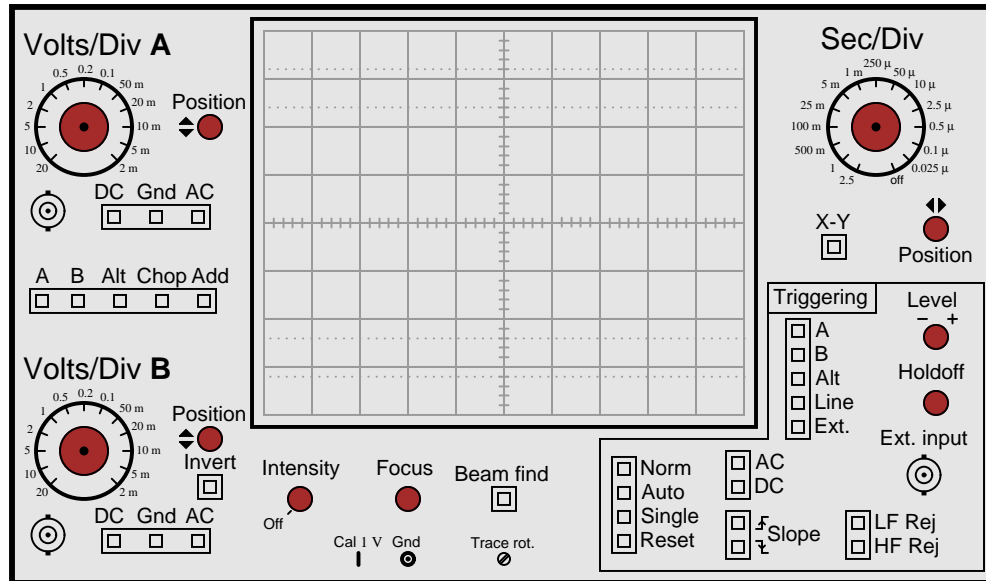 Volts/Div A
0.5 0.2 0.1
1 50 m
2 20 m
5 10 m
10 5 m
20 2 m
Position
DC Gnd AC
A B Alt Chop Add
Volts/Div B
0.5 0.2 0.1
1 50 m
2 20 m
5 10 m
10 5 m
20 2 m
Position
Invert
DC Gnd AC
Intensity
Off
Focus
Beam find
Cal 1 V Gnd
Trace rot.
Sec/Div
250 μ
1 m 50 μ
5 m 10 μ
25 m 2.5 μ
100 m 0.5 μ
500 m 0.1 μ
1 0.025 μ
2.5 off
X-Y
Position
Triggering
A
B
Alt
Line
Ext.
Level
− +
Holdoff
Ext. input
Norm
Auto
Single
Reset
AC
DC
Slope
LF Rej
HF Rej